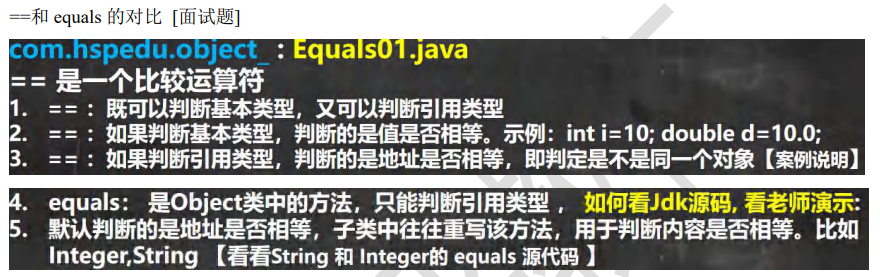 ==和 equals 的对比 [面试题]
com.hspedu.object_ : Equals01.java
== 是一个比较运算符
1. ==：既可以判断基本类型，又可以判断引用类型
2. ==：如果判断基本类型，判断的是值是否相等。示例：int i=10; double d=10.0;
3. ==：如果判断引用类型，判断的是地址是否相等，即判定是不是同一个对象【案例说明】
4. equals： 是Object类中的方法，只能判断引用类型 ， 如何看Jdk源码, 看老师演示:
5. 默认判断的是地址是否相等，子类中往往重写该方法，用于判断内容是否相等。比如
Integer,String 【看看String 和 Integer的 equals 源代码 】